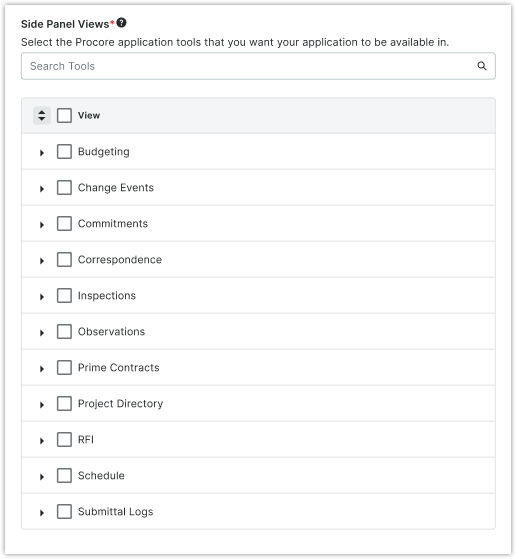 Side Panel Views*?
Select the Procore application tools that you want your application to be available in.
Search Tools
View
Budgeting
Change Events
Commitments
Correspondence
Inspections
Observations
Prime Contracts
Project Directory
RFI
Schedule
Submittal Logs